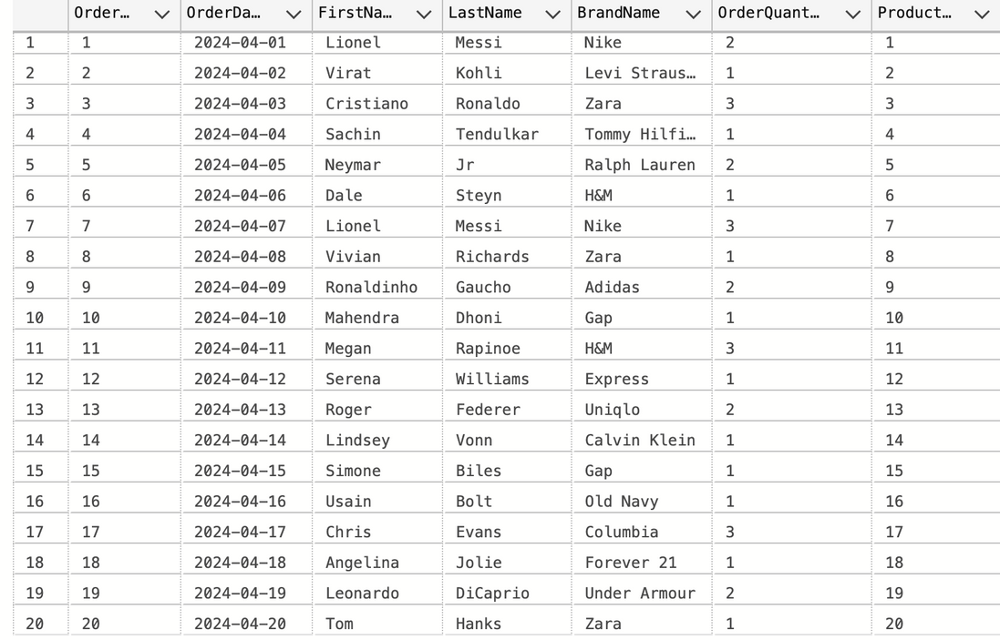 Order… OrderDa… FirstNa… LastName BrandName OrderQuant… Product…
1 1 2024-04-01 Lionel Messi Nike 2 1
2 2 2024-04-02 Virat Kohli Levi Straus… 1 2
3 3 2024-04-03 Cristiano Ronaldo Zara 3 3
4 4 2024-04-04 Sachin Tendulkar Tommy Hilfi… 1 4
5 5 2024-04-05 Neymar Jr Ralph Lauren 2 5
6 6 2024-04-06 Dale Steyn H&M 1 6
7 7 2024-04-07 Lionel Messi Nike 3 7
8 8 2024-04-08 Vivian Richards Zara 1 8
9 9 2024-04-09 Ronaldinho Gaucho Adidas 2 9
10 10 2024-04-10 Mahendra Dhoni Gap 1 10
11 11 2024-04-11 Megan Rapinoe H&M 3 11
12 12 2024-04-12 Serena Williams Express 1 12
13 13 2024-04-13 Roger Federer Uniqlo 2 13
14 14 2024-04-14 Lindsey Vonn Calvin Klein 1 14
15 15 2024-04-15 Simone Biles Gap 1 15
16 16 2024-04-16 Usain Bolt Old Navy 1 16
17 17 2024-04-17 Chris Evans Columbia 3 17
18 18 2024-04-18 Angelina Jolie Forever 21 1 18
19 19 2024-04-19 Leonardo DiCaprio Under Armour 2 19
20 20 2024-04-20 Tom Hanks Zara 1 20